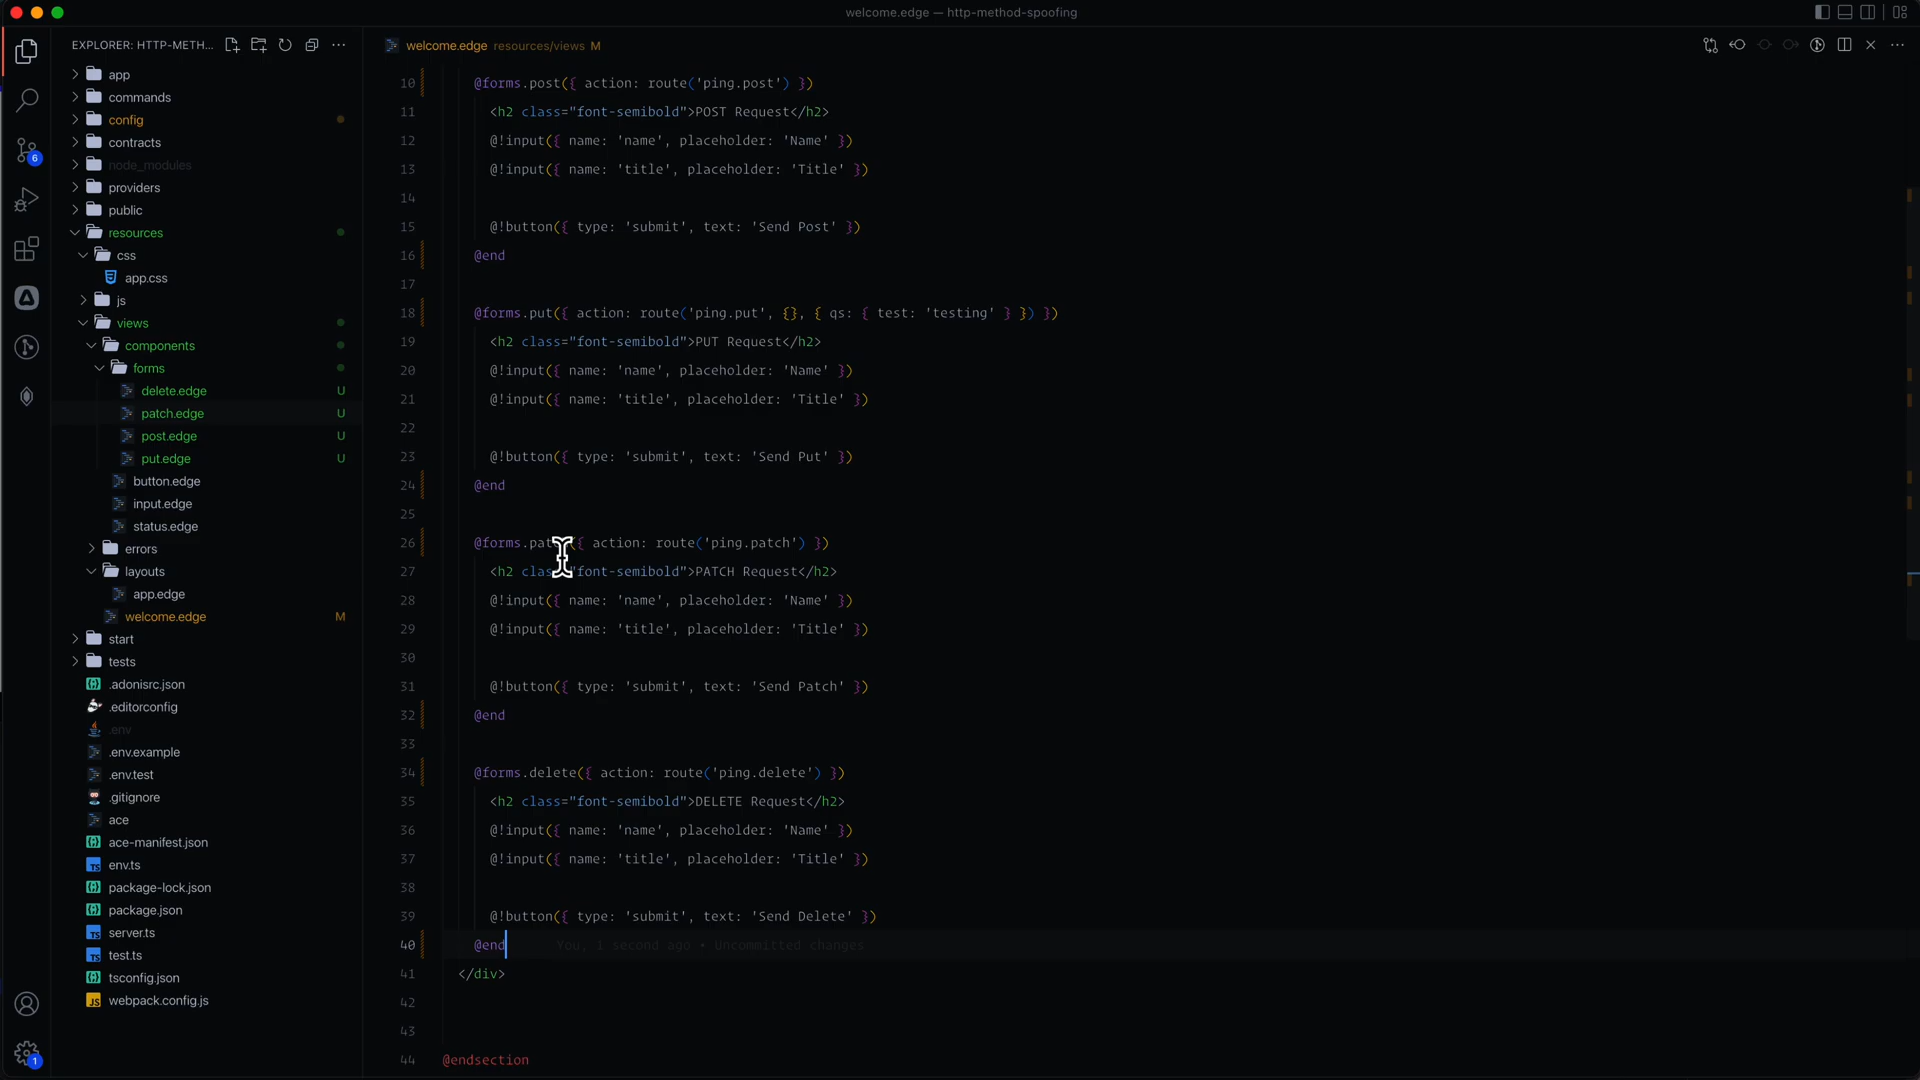 welcome.edge — http-method-spoofing
EXPLORER: HTTP-METH...
app
commands
config
contracts
node_modules
providers
public
resources
css
app.css
js
views
components
forms
delete.edge U
patch.edge U
post.edge U
put.edge U
button.edge
input.edge
status.edge
errors
layouts
app.edge
welcome.edge M
start
tests
.adonisrc.json
.editorconfig
.env
.env.example
.env.test
.gitignore
ace
ace-manifest.json
env.ts
package-lock.json
package.json
server.ts
test.ts
tsconfig.json
webpack.config.js
6
1
welcome.edge resources/views M
10 @forms.post({ action: route('ping.post') })
11 <h2 class="font-semibold">POST Request</h2>
12 @!input({ name: 'name', placeholder: 'Name' })
13 @!input({ name: 'title', placeholder: 'Title' })
14
15 @!button({ type: 'submit', text: 'Send Post' })
16 @end
17
18 @forms.put({ action: route('ping.put', {}, { qs: { test: 'testing' } }) })
19 <h2 class="font-semibold">PUT Request</h2>
20 @!input({ name: 'name', placeholder: 'Name' })
21 @!input({ name: 'title', placeholder: 'Title' })
22
23 @!button({ type: 'submit', text: 'Send Put' })
24 @end
25
26 @forms.patch({ action: route('ping.patch') })
27 <h2 class="font-semibold">PATCH Request</h2>
28 @!input({ name: 'name', placeholder: 'Name' })
29 @!input({ name: 'title', placeholder: 'Title' })
30
31 @!button({ type: 'submit', text: 'Send Patch' })
32 @end
33
34 @forms.delete({ action: route('ping.delete') })
35 <h2 class="font-semibold">DELETE Request</h2>
36 @!input({ name: 'name', placeholder: 'Name' })
37 @!input({ name: 'title', placeholder: 'Title' })
38
39 @!button({ type: 'submit', text: 'Send Delete' })
40 @end You, 1 second ago • Uncommitted changes
41 </div>
42
43
44 @endsection